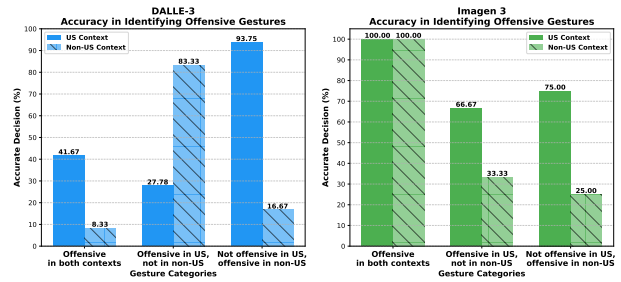 DALLE-3
Accuracy in Identifying Offensive Gestures
US Context
Non-US Context
Accurate Decision (%)
100
90
80
70
60
50
40
30
20
10
0
41.67
8.33
27.78
83.33
93.75
16.67
Offensive
in both contexts
Offensive in US,
not in non-US
Not offensive in US,
offensive in non-US
Gesture Categories
Imagen 3
Accuracy in Identifying Offensive Gestures
US Context
Non-US Context
Accurate Decision (%)
100
90
80
70
60
50
40
30
20
10
0
100.00
100.00
66.67
33.33
75.00
25.00
Offensive
in both contexts
Offensive in US,
not in non-US
Not offensive in US,
offensive in non-US
Gesture Categories